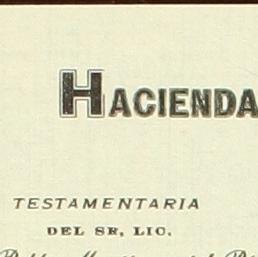 HACIENDA
TESTAMENTARIA
DEL SR, LIC.